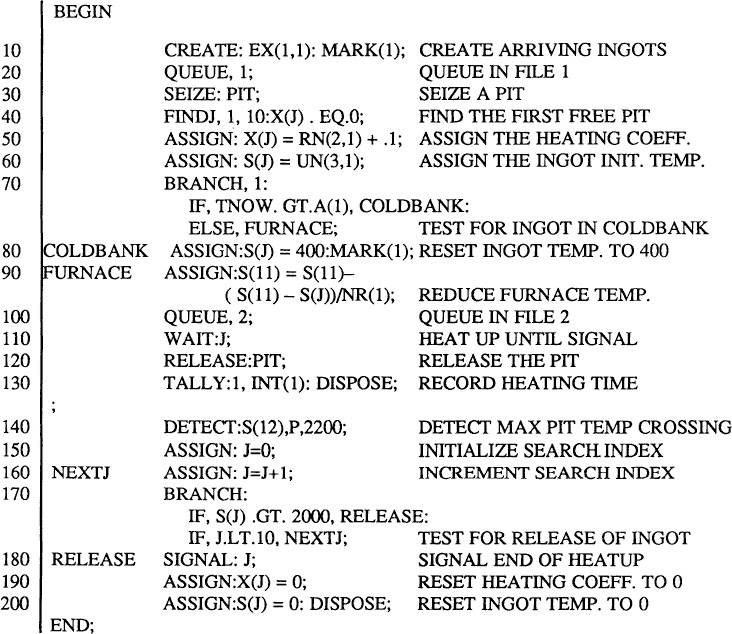 BEGIN
10 CREATE: EX(1,1): MARK(1); CREATE ARRIVING INGOTS
20 QUEUE, 1; QUEUE IN FILE 1
30 SEIZE: PIT; SEIZE A PIT
40 FINDJ, 1, 10:X(J) . EQ.0; FIND THE FIRST FREE PIT
50 ASSIGN: X(J) = RN(2,1) + .1; ASSIGN THE HEATING COEFF.
60 ASSIGN: S(J) = UN(3,1); ASSIGN THE INGOT INIT. TEMP.
70 BRANCH, 1:
IF, TNOW. GT.A(1), COLDBANK:
ELSE, FURNACE; TEST FOR INGOT IN COLDBANK
80 COLDBANK ASSIGN:S(J) = 400:MARK(1); RESET INGOT TEMP. TO 400
90 FURNACE ASSIGN:S(11) = S(11)–
( S(11) – S(J))/NR(1); REDUCE FURNACE TEMP.
100 QUEUE, 2; QUEUE IN FILE 2
110 WAIT:J; HEAT UP UNTIL SIGNAL
120 RELEASE:PIT; RELEASE THE PIT
130 TALLY:1, INT(1): DISPOSE; RECORD HEATING TIME
;
140 DETECT:S(12),P,2200; DETECT MAX PIT TEMP CROSSING
150 ASSIGN: J=0; INITIALIZE SEARCH INDEX
160 NEXTJ ASSIGN: J=J+1; INCREMENT SEARCH INDEX
170 BRANCH:
IF, S(J) .GT. 2000, RELEASE:
IF, J.LT.10, NEXTJ; TEST FOR RELEASE OF INGOT
180 RELEASE SIGNAL: J; SIGNAL END OF HEATUP
190 ASSIGN:X(J) = 0; RESET HEATING COEFF. TO 0
200 ASSIGN:S(J) = 0: DISPOSE; RESET INGOT TEMP. TO 0
END;